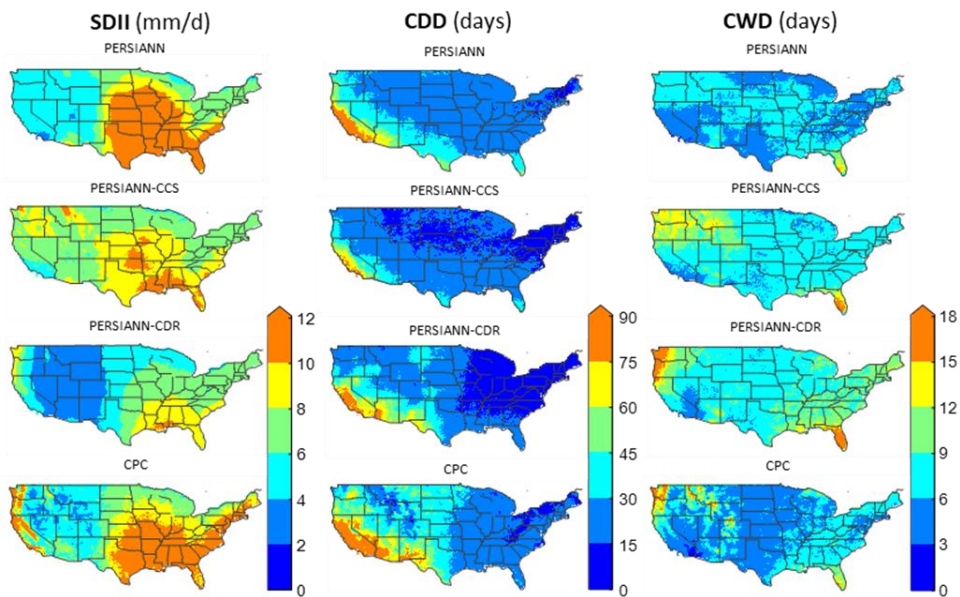 SDII (mm/d)
CDD (days)
CWD (days)
PERSIANN
PERSIANN
PERSIANN
PERSIANN-CCS
PERSIANN-CCS
PERSIANN-CCS
PERSIANN-CDR
PERSIANN-CDR
PERSIANN-CDR
CPC
CPC
CPC
12
10
8
6
4
2
0
90
75
60
45
30
15
0
18
15
12
9
6
3
0